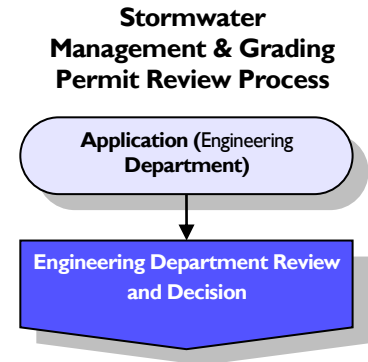 Stormwater
Management & Grading
Permit Review Process
Application (Engineering
Department)
Engineering Department Review
and Decision